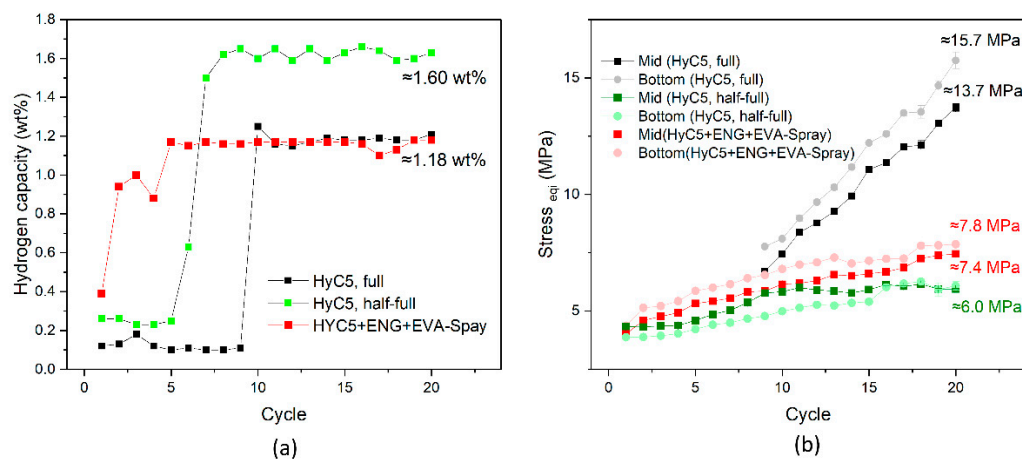 (a)
Hydrogen capacity (wt%)
1.8
1.6
1.4
1.2
1.0
0.8
0.6
0.4
0.2
0.0
≈1.60 wt%
≈1.18 wt%
HyC5, full
HyC5, half-full
HYC5+ENG+EVA-Spay
0 5 10 15 20
Cycle
(a)
(b)
Stress eqi (MPa)
15
10
5
Mid (HyC5, full)
Bottom (HyC5, full)
Mid (HyC5, half-full)
Bottom (HyC5, half-full)
Mid(HyC5+ENG+EVA-Spray)
Bottom(HyC5+ENG+EVA-Spray)
≈15.7 MPa
≈13.7 MPa
≈7.8 MPa
≈7.4 MPa
≈6.0 MPa
0 5 10 15 20
Cycle
(b)